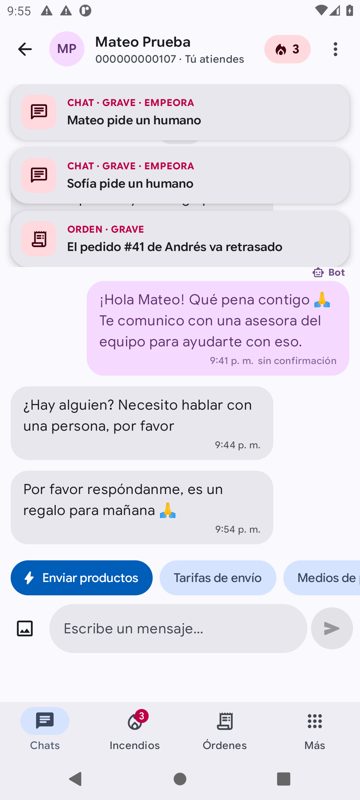 9:55
MP
Mateo Prueba
000000000107 · Tú atiendes
3
CHAT · GRAVE · EMPEORA
Mateo pide un humano
CHAT · GRAVE · EMPEORA
Sofía pide un humano
ORDEN · GRAVE
El pedido #41 de Andrés va retrasado
Bot
¡Hola Mateo! Qué pena contigo 🙏
Te comunico con una asesora del
equipo para ayudarte con eso.
9:41 p. m. sin confirmación
¿Hay alguien? Necesito hablar con
una persona, por favor
9:44 p. m.
Por favor respóndanme, es un
regalo para mañana 🙏
9:54 p. m.
Enviar productos
Tarifas de envío
Medios de
Escribe un mensaje...
3
Chats
Incendios
Órdenes
Más